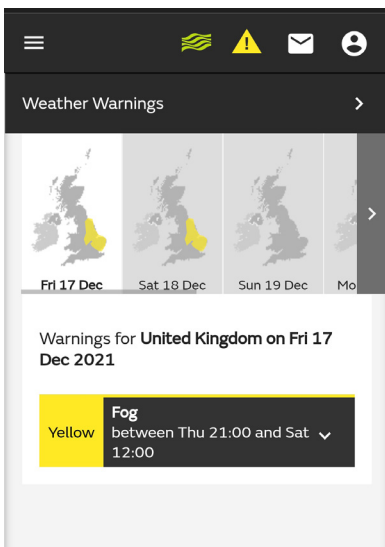 Weather Warnings
Fri 17 Dec
Sat 18 Dec
Sun 19 Dec
Mo
Warnings for United Kingdom on Fri 17
Dec 2021
Yellow
Fog
between Thu 21:00 and Sat
12:00